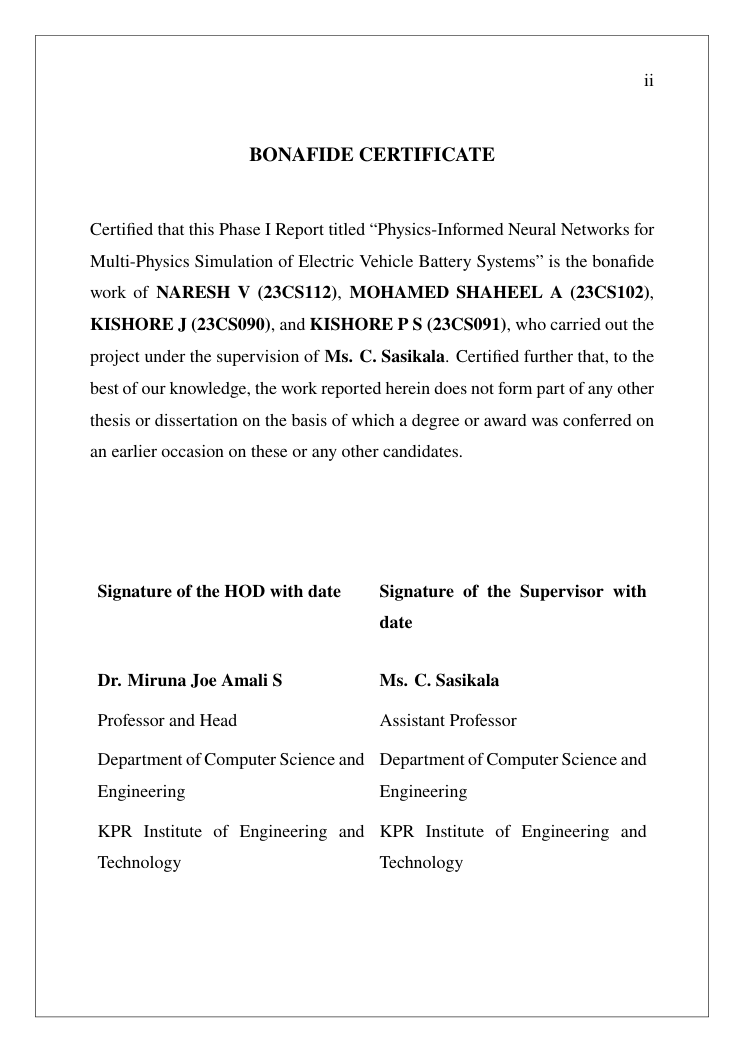 ii
BONAFIDE CERTIFICATE
Certified that this Phase I Report titled “Physics-Informed Neural Networks for
Multi-Physics Simulation of Electric Vehicle Battery Systems” is the bonafide
work of NARESH V (23CS112), MOHAMED SHAHEEL A (23CS102),
KISHORE J (23CS090), and KISHORE P S (23CS091), who carried out the
project under the supervision of Ms. C. Sasikala. Certified further that, to the
best of our knowledge, the work reported herein does not form part of any other
thesis or dissertation on the basis of which a degree or award was conferred on
an earlier occasion on these or any other candidates.
Signature of the HOD with date
Signature of the Supervisor with
date
Dr. Miruna Joe Amali S
Ms. C. Sasikala
Professor and Head
Assistant Professor
Department of Computer Science and
Engineering
Department of Computer Science and
Engineering
KPR Institute of Engineering and
Technology
KPR Institute of Engineering and
Technology